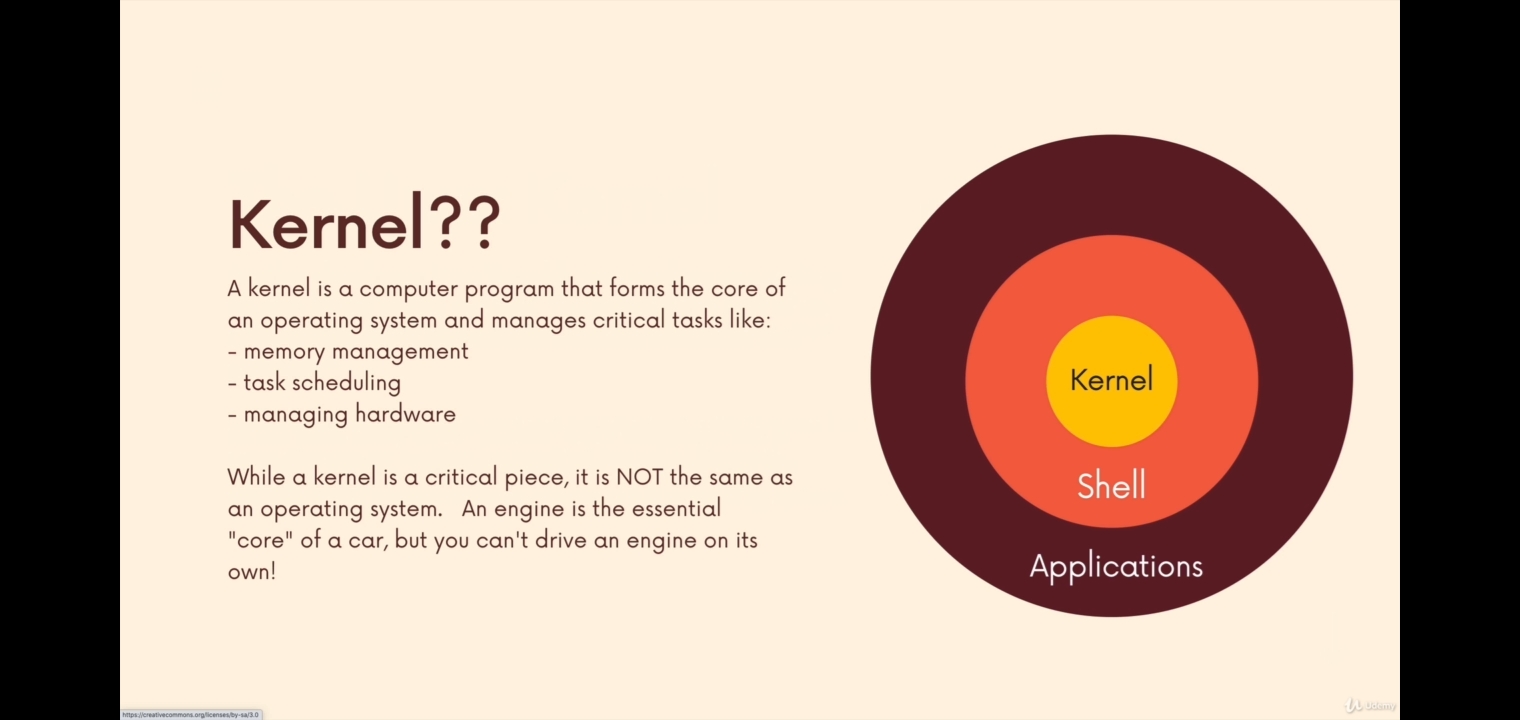 Kernel??
A kernel is a computer program that forms the core of
an operating system and manages critical tasks like:
- memory management
- task scheduling
- managing hardware
While a kernel is a critical piece, it is NOT the same as
an operating system.   An engine is the essential
"core" of a car, but you can't drive an engine on its
own!
Kernel
Shell
Applications
https://creativecommons.org/licenses/by-sa/3.0
Udemy